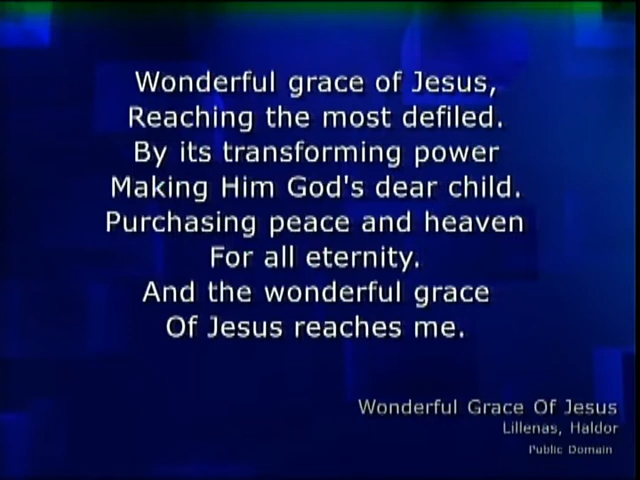 Wonderful grace of Jesus,
Reaching the most defiled.
By its transforming power
Making Him God's dear child.
Purchasing peace and heaven
For all eternity.
And the wonderful grace
Of Jesus reaches me.
Wonderful Grace Of Jesus
Lillenas, Haldor
Public Domain